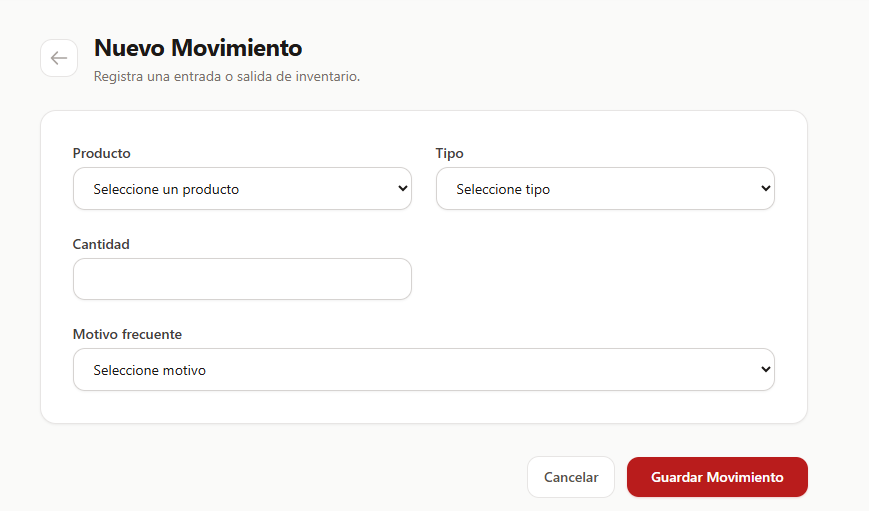 Nuevo Movimiento
Registra una entrada o salida de inventario.
Producto
Tipo
Seleccione un producto
Seleccione tipo
Cantidad
Motivo frecuente
Seleccione motivo
Cancelar
Guardar Movimiento